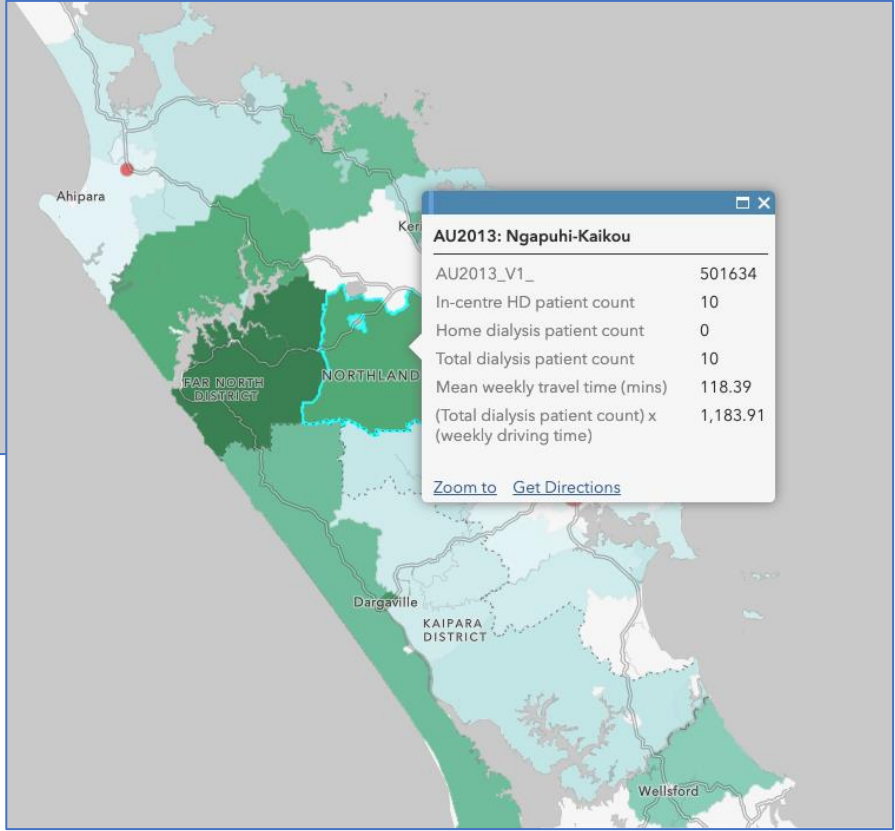 Ahipara
Ker
AU2013: Ngapuhi-Kaikou
AU2013_V1_ 501634
In-centre HD patient count 10
Home dialysis patient count 0
Total dialysis patient count 10
Mean weekly travel time (mins) 118.39
(Total dialysis patient count) x 1,183.91
(weekly driving time)
Zoom to Get Directions
NORTHLAND
FAR NORTH
DISTRICT
Dargaville
KAIPARA
DISTRICT
Wellsford